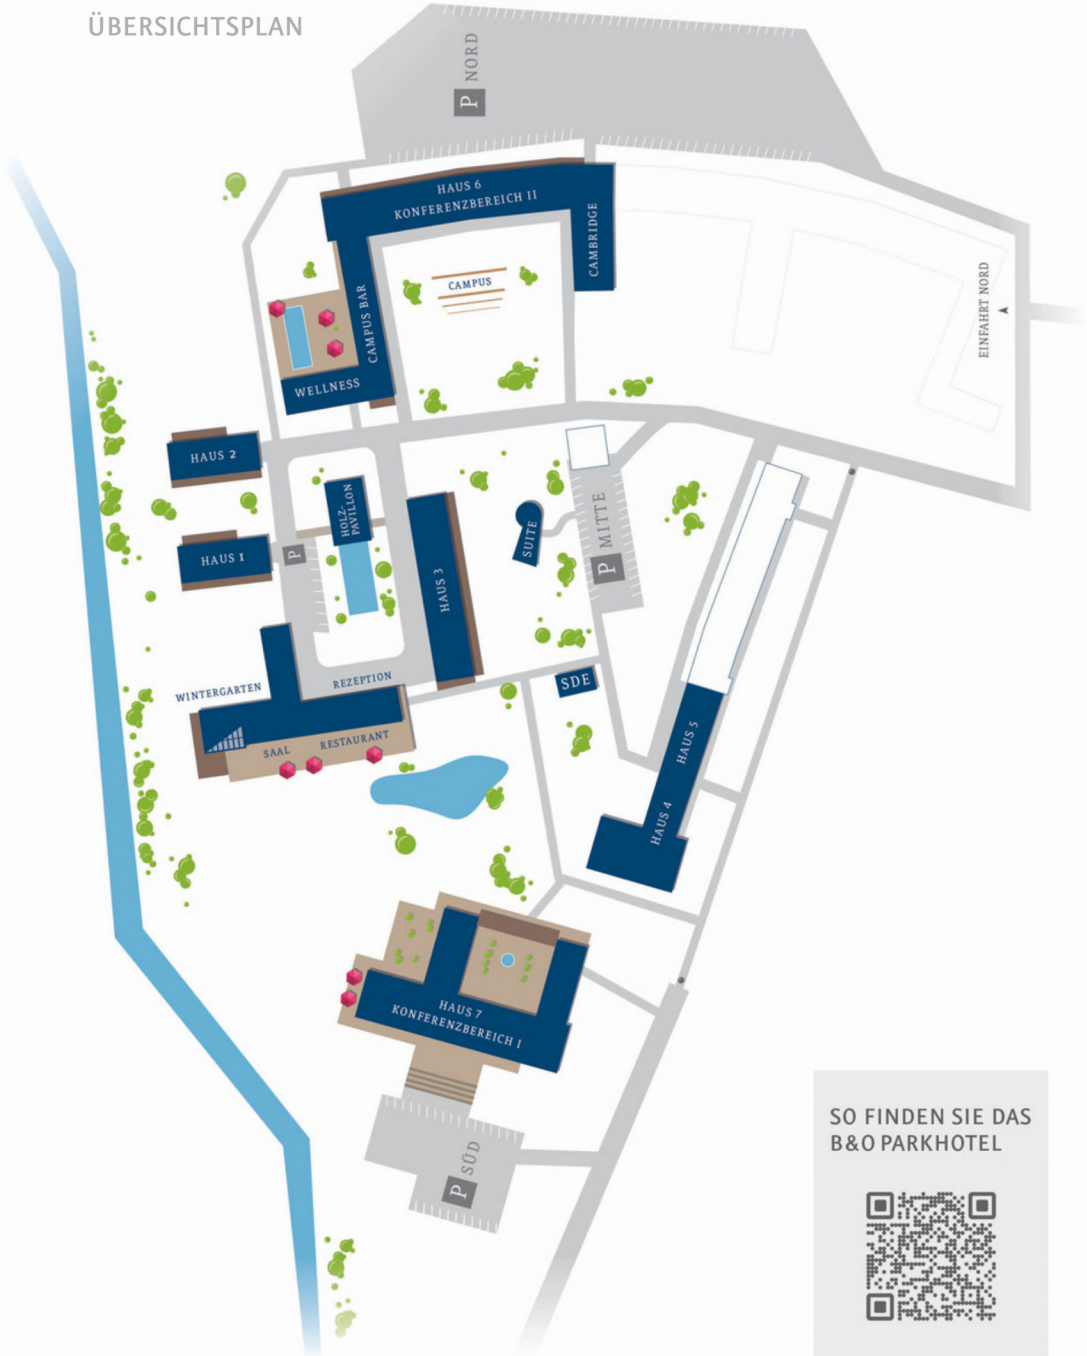 ÜBERSICHTSPLAN
P NORD
HAUS 6
KONFERENZBEREICH II
CAMBRIDGE
CAMPUS
CAMPUS BAR
WELLNESS
EINFAHRT NORD
HAUS 2
HOLZ-
PAVILLON
HAUS 1
P
HAUS 3
SUITE
P MITTE
WINTERGARTEN
REZEPTION
SAAL
RESTAURANT
SDE
HAUS 5
HAUS 4
HAUS 7
KONFERENZBEREICH I
P SÜD
SO FINDEN SIE DAS
B&O PARKHOTEL